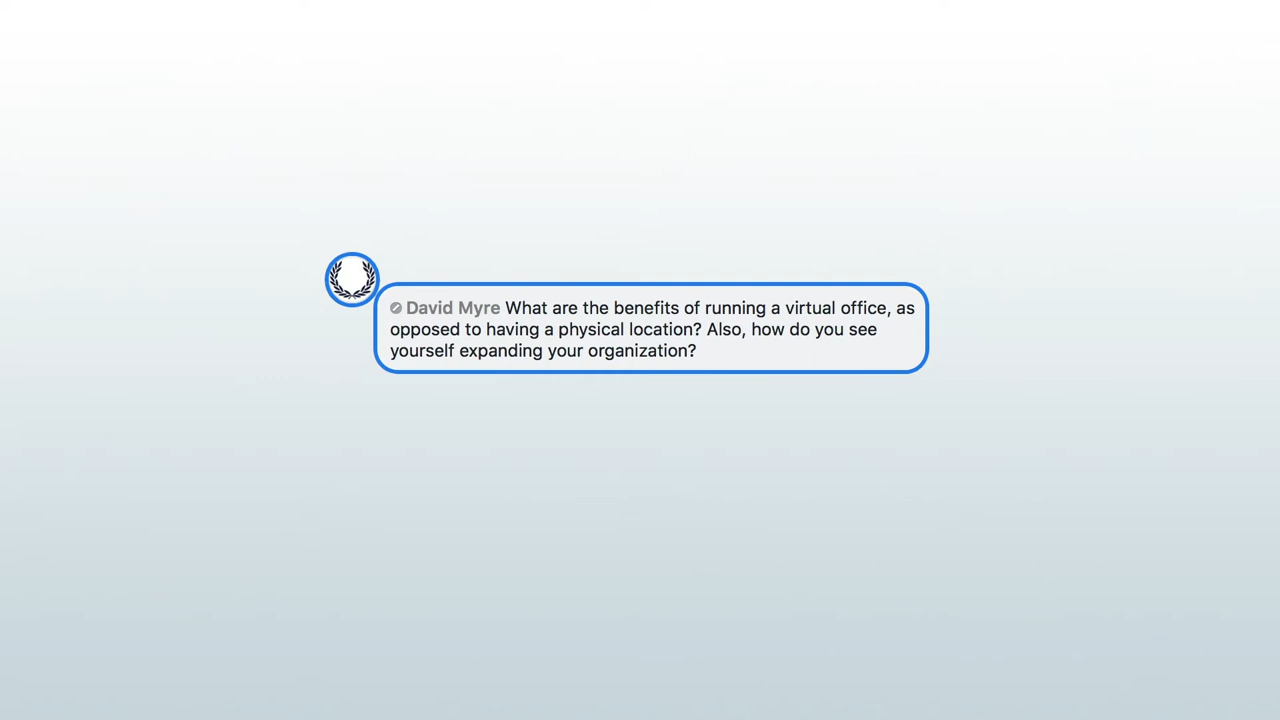 David Myre What are the benefits of running a virtual office, as
opposed to having a physical location? Also, how do you see
yourself expanding your organization?